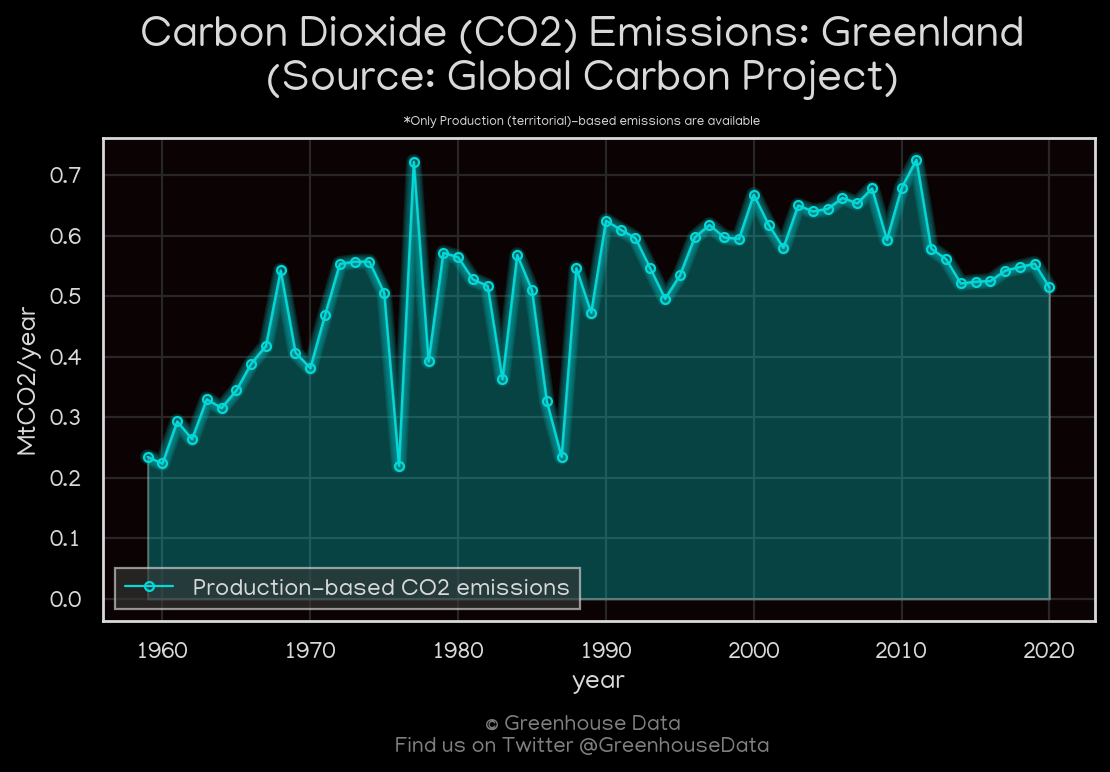 Carbon Dioxide (CO2) Emissions: Greenland
(Source: Global Carbon Project)
*Only Production (territorial)-based emissions are available
0.7
0.6
0.5
0.4
0.3
0.2
0.1
0.0
MtCO2/year
Production-based CO2 emissions
1960 1970 1980 1990 2000 2010 2020
year
© Greenhouse Data
Find us on Twitter @GreenhouseData